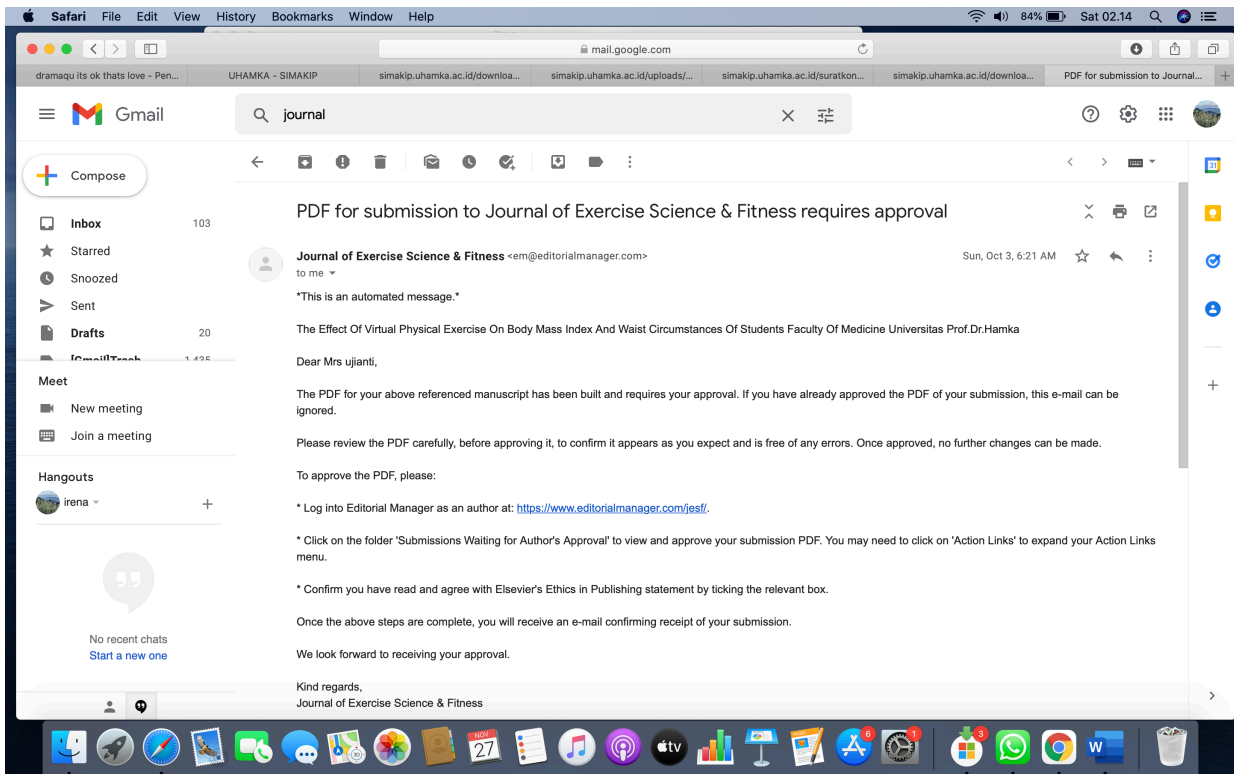 Safari File Edit View History Bookmarks Window Help
84% Sat 02.14
mail.google.com
dramaqu its ok thats love - Pen...
UHAMKA - SIMAKIP
simakip.uhamka.ac.id/downloa...
simakip.uhamka.ac.id/uploads/...
simakip.uhamka.ac.id/suratkon...
simakip.uhamka.ac.id/downloa...
PDF for submission to Journal...
Gmail
journal
Compose
Inbox 103
Starred
Snoozed
Sent
Drafts 20
[Gmail]Trash 1,435
Meet
New meeting
Join a meeting
Hangouts
irena
No recent chats
Start a new one
PDF for submission to Journal of Exercise Science & Fitness requires approval
Journal of Exercise Science & Fitness <em@editorialmanager.com>
Sun, Oct 3, 6:21 AM
to me
*This is an automated message.*
The Effect Of Virtual Physical Exercise On Body Mass Index And Waist Circumstances Of Students Faculty Of Medicine Universitas Prof.Dr.Hamka
Dear Mrs ujianti,
The PDF for your above referenced manuscript has been built and requires your approval. If you have already approved the PDF of your submission, this e-mail can be
ignored.
Please review the PDF carefully, before approving it, to confirm it appears as you expect and is free of any errors. Once approved, no further changes can be made.
To approve the PDF, please:
* Log into Editorial Manager as an author at: https://www.editorialmanager.com/jesf/.
* Click on the folder 'Submissions Waiting for Author's Approval' to view and approve your submission PDF. You may need to click on 'Action Links' to expand your Action Links
menu.
* Confirm you have read and agree with Elsevier's Ethics in Publishing statement by ticking the relevant box.
Once the above steps are complete, you will receive an e-mail confirming receipt of your submission.
We look forward to receiving your approval.
Kind regards,
Journal of Exercise Science & Fitness
31
NOV
27
tv
6
1
3
W